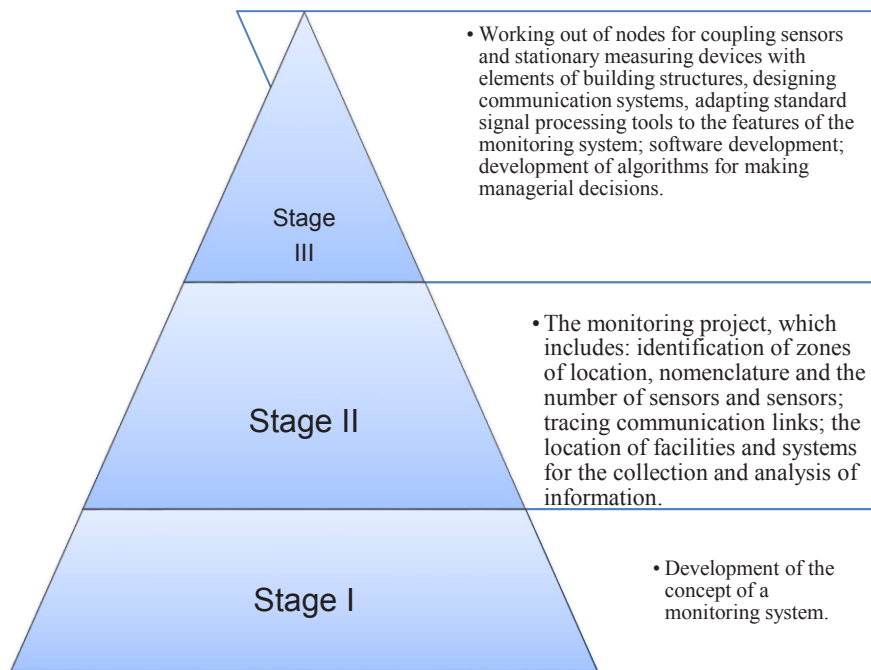 • Working out of nodes for coupling sensors
and stationary measuring devices with
elements of building structures, designing
communication systems, adapting standard
signal processing tools to the features of the
monitoring system; software development;
development of algorithms for making
managerial decisions.
Stage
III
• The monitoring project, which
includes: identification of zones
of location, nomenclature and the
number of sensors and sensors;
tracing communication links; the
location of facilities and systems
for the collection and analysis of
information.
Stage II
• Development of the
concept of a
monitoring system.
Stage I